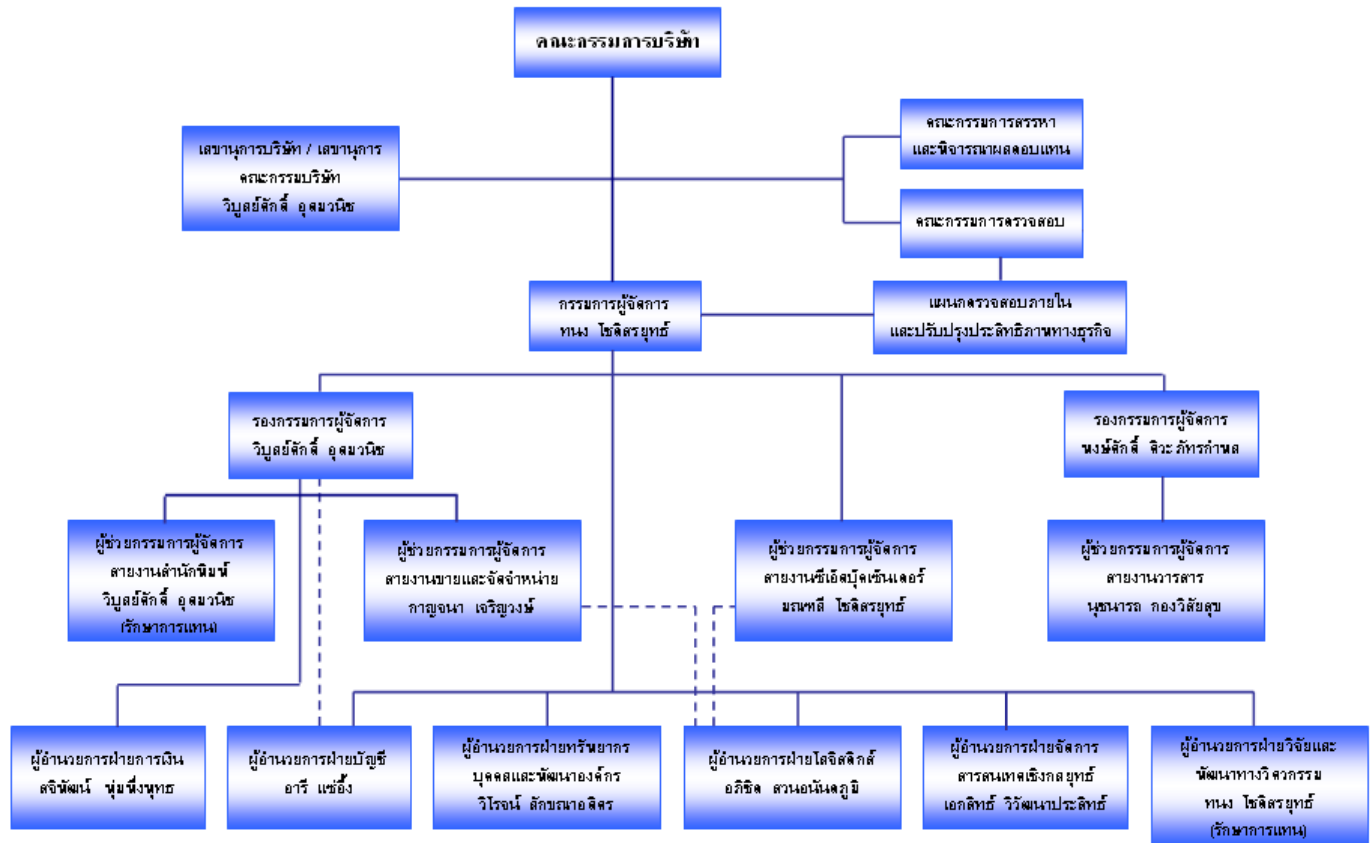 คณะกรรมการบริษัท
เลขานุการบริษัท / เลขานุการ
คณะกรรมบริษัท
วิบูลย์ศักดิ์ อุดมวนิช
คณะกรรมการสรรหา
และพิจารณาผลตอบแทน
คณะกรรมการตรวจสอบ
กรรมการผู้จัดการ
ทนง โชติสรยุทธ์
แผนกตรวจสอบภายใน
และปรับปรุงประสิทธิภาพทางธุรกิจ
รองกรรมการผู้จัดการ
วิบูลย์ศักดิ์ อุดมวนิช
รองกรรมการผู้จัดการ
พงษ์ศักดิ์ ศิวะภัทรกำพล
ผู้ช่วยกรรมการผู้จัดการ
สายงานสำนักพิมพ์
วิบูลย์ศักดิ์ อุดมวนิช
(รักษาการแทน)
ผู้ช่วยกรรมการผู้จัดการ
สายงานขายและจัดจำหน่าย
กาญจนา เจริญวงษ์
ผู้ช่วยกรรมการผู้จัดการ
สายงานซีเอ็ดบุ๊คเซ็นเตอร์
มณฑลี โชติสรยุทธ์
ผู้ช่วยกรรมการผู้จัดการ
สายงานวารสาร
นุชนารถ กองวิสัยสุข
ผู้อำนวยการฝ่ายการเงิน
สจิพัฒน์ พุ่มพึ่งพุทธ
ผู้อำนวยการฝ่ายบัญชี
อารี แซ่อึ้ง
ผู้อำนวยการฝ่ายทรัพยากร
บุคคลและพัฒนาองค์กร
วิโรจน์ ลักขณาอดิศร
ผู้อำนวยการฝ่ายโลจิสติกส์
อภิชิต สวนอนันตภูมิ
ผู้อำนวยการฝ่ายจัดการ
สารสนเทศเชิงกลยุทธ์
เอกสิทธ์ วิวัฒนาประสิทธ์
ผู้อำนวยการฝ่ายวิจัยและ
พัฒนาทางวิศวกรรม
ทนง โชติสรยุทธ์
(รักษาการแทน)